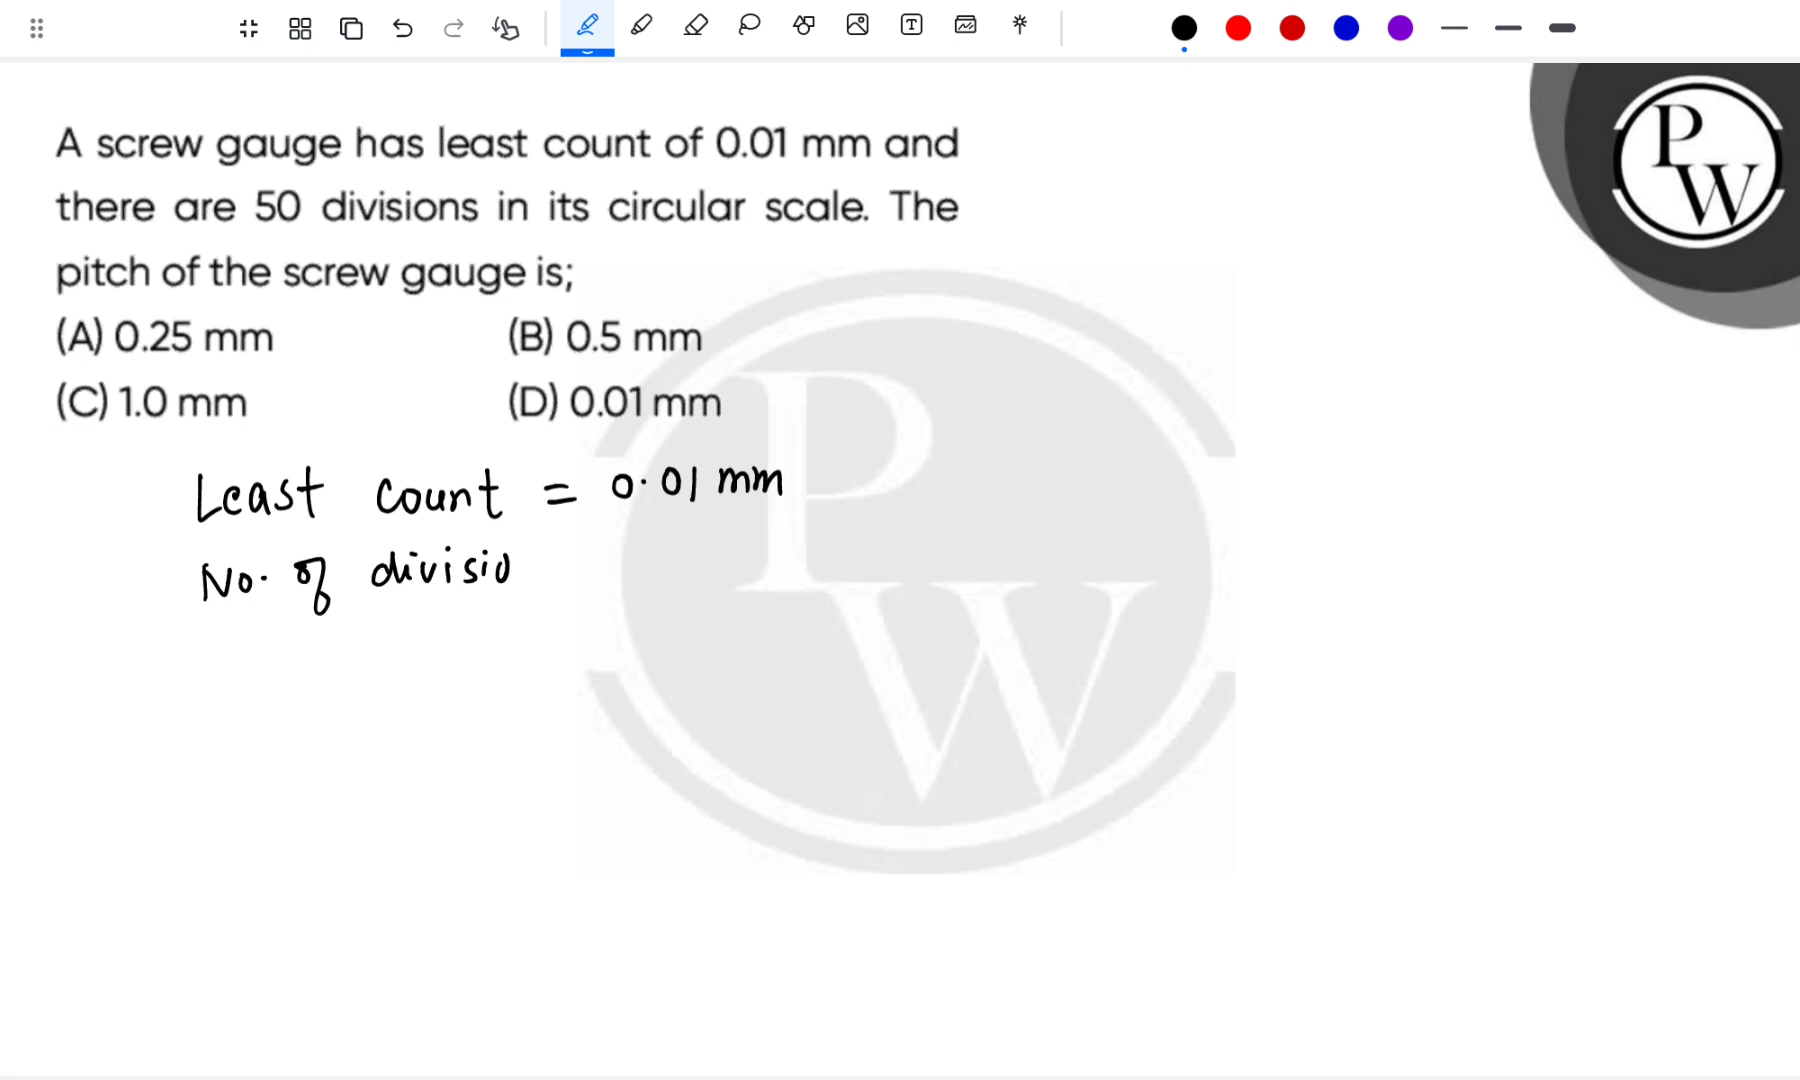 PW
A screw gauge has least count of 0.01 mm and
there are 50 divisions in its circular scale. The
pitch of the screw gauge is;
(A) 0.25 mm (B) 0.5 mm
(C) 1.0 mm (D) 0.01 mm
Least count = 0.01 mm
No. of divisio
PW